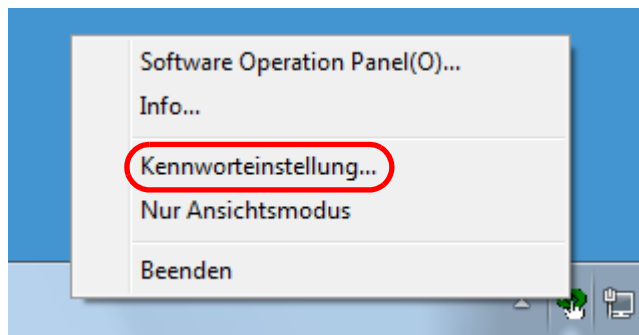 Software Operation Panel(O)...
Info...
Kennworteinstellung...
Nur Ansichtsmodus
Beenden